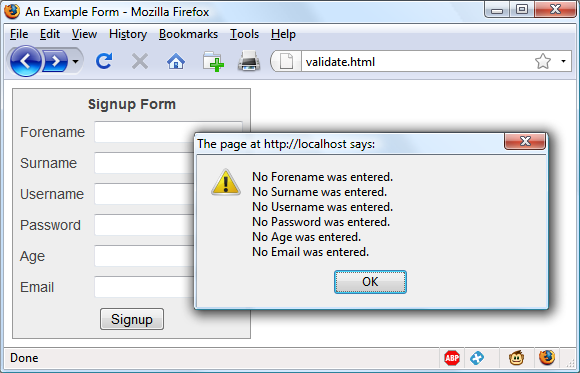 An Example Form - Mozilla Firefox
File Edit View History Bookmarks Tools Help
validate.html
Signup Form
Forename
Surname
Username
Password
Age
Email
Signup
The page at http://localhost says:
No Forename was entered.
No Surname was entered.
No Username was entered.
No Password was entered.
No Age was entered.
No Email was entered.
OK
Done
ABP